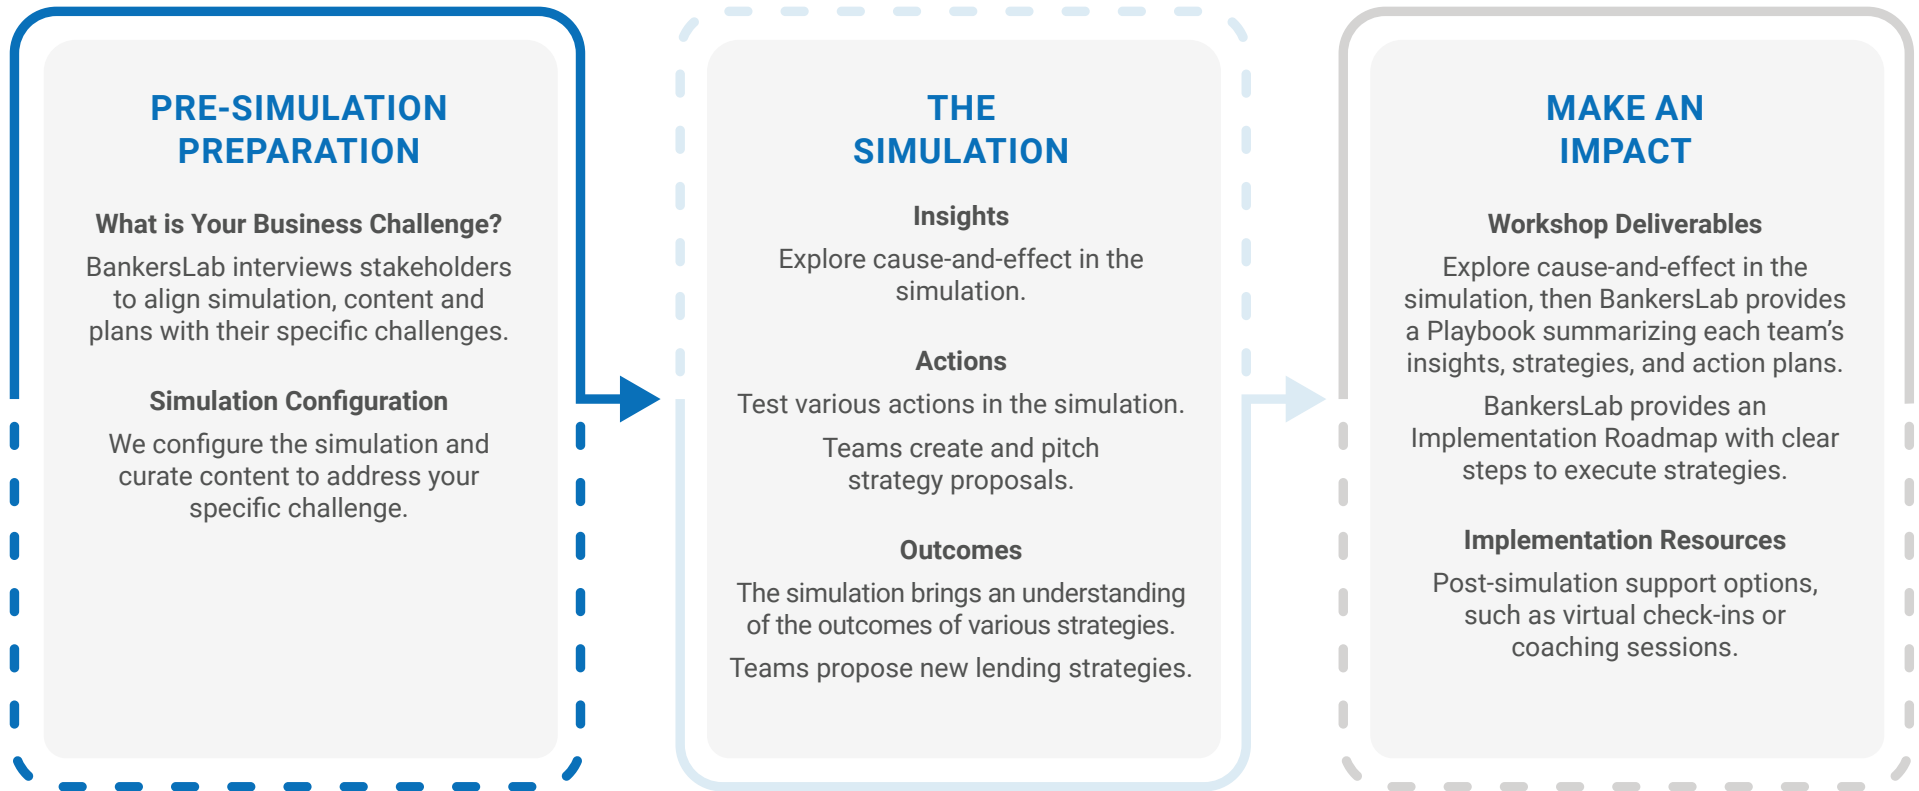 PRE-SIMULATION
PREPARATION
What is Your Business Challenge?
BankersLab interviews stakeholders
to align simulation, content and
plans with their specific challenges.
Simulation Configuration
We configure the simulation and
curate content to address your
specific challenge.
THE
SIMULATION
Insights
Explore cause-and-effect in the
simulation.
Actions
Test various actions in the simulation.
Teams create and pitch
strategy proposals.
Outcomes
The simulation brings an understanding
of the outcomes of various strategies.
Teams propose new lending strategies.
MAKE AN
IMPACT
Workshop Deliverables
Explore cause-and-effect in the
simulation, then BankersLab provides
a Playbook summarizing each team’s
insights, strategies, and action plans.
BankersLab provides an
Implementation Roadmap with clear
steps to execute strategies.
Implementation Resources
Post-simulation support options,
such as virtual check-ins or
coaching sessions.